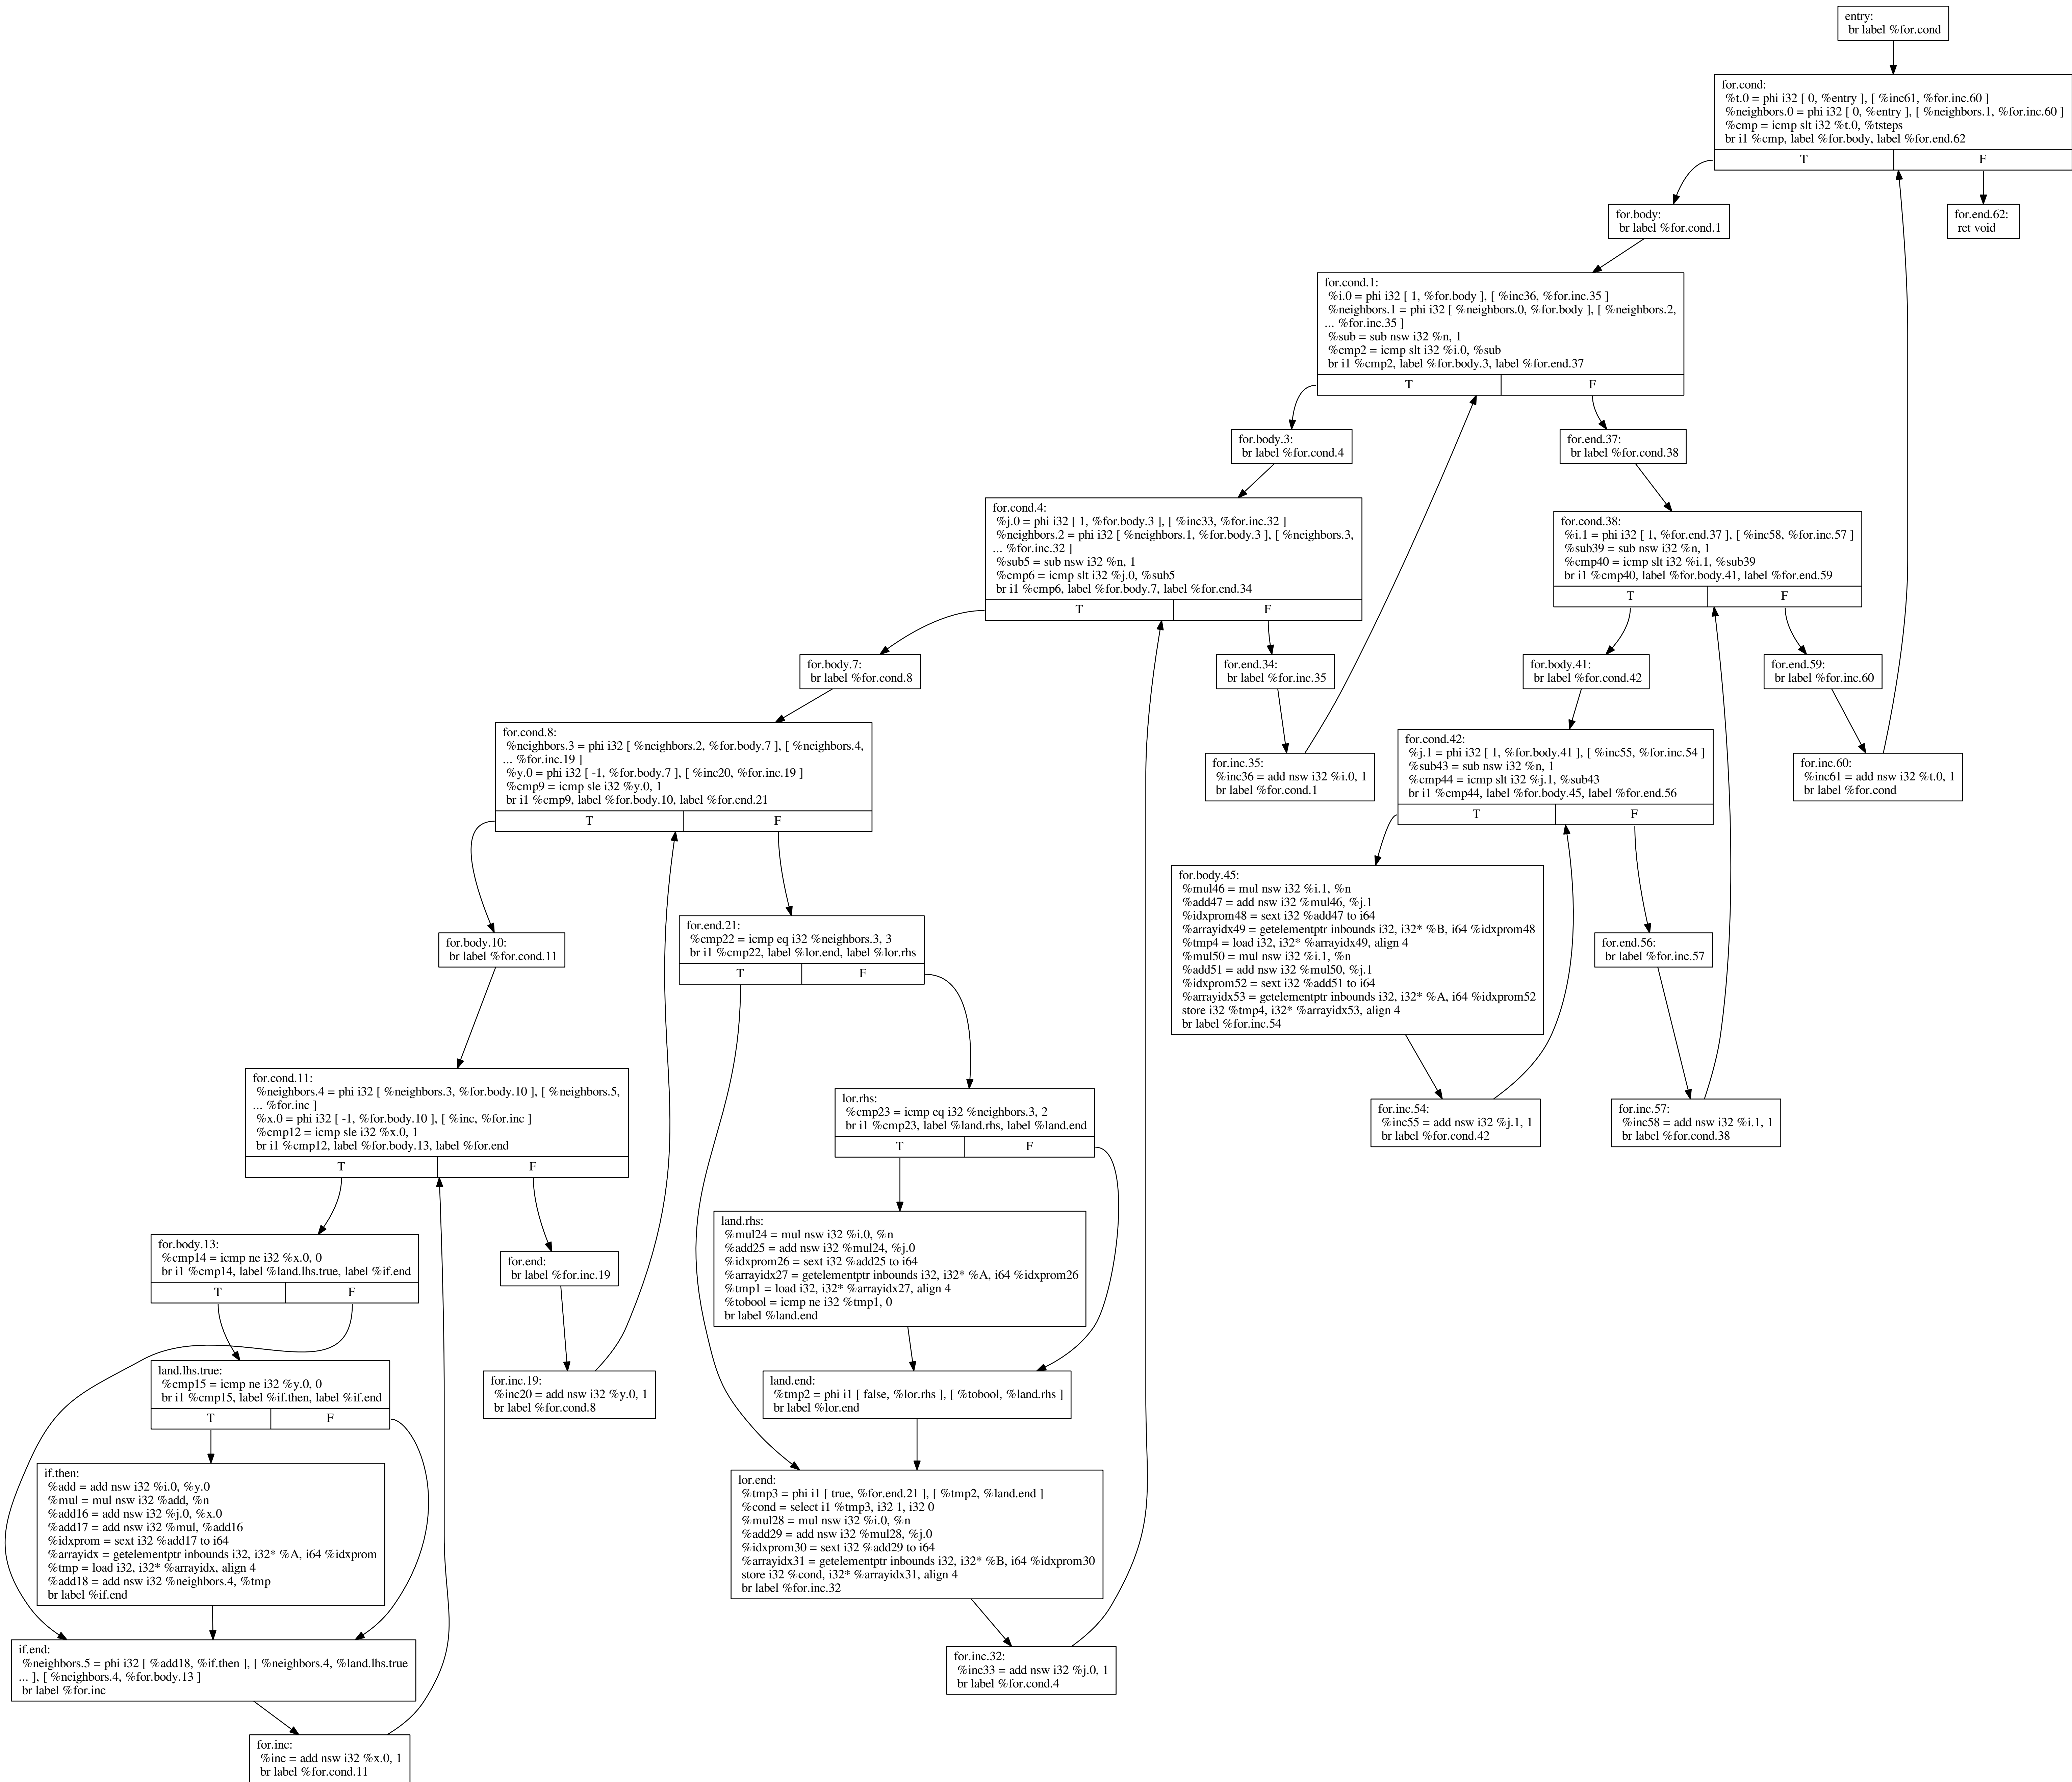 entry:
br label %for.cond
for.cond:
%t.0 = phi i32 [ 0, %entry ], [ %inc61, %for.inc.60 ]
%neighbors.0 = phi i32 [ 0, %entry ], [ %neighbors.1, %for.inc.60 ]
%cmp = icmp slt i32 %t.0, %tsteps
br i1 %cmp, label %for.body, label %for.end.62
T
F
for.body:
br label %for.cond.1
for.end.62:
ret void
for.cond.1:
%i.0 = phi i32 [ 1, %for.body ], [ %inc36, %for.inc.35 ]
%neighbors.1 = phi i32 [ %neighbors.0, %for.body ], [ %neighbors.2,
... %for.inc.35 ]
%sub = sub nsw i32 %n, 1
%cmp2 = icmp slt i32 %i.0, %sub
br i1 %cmp2, label %for.body.3, label %for.end.37
T
F
for.body.3:
br label %for.cond.4
for.end.37:
br label %for.cond.38
for.cond.4:
%j.0 = phi i32 [ 1, %for.body.3 ], [ %inc33, %for.inc.32 ]
%neighbors.2 = phi i32 [ %neighbors.1, %for.body.3 ], [ %neighbors.3,
... %for.inc.32 ]
%sub5 = sub nsw i32 %n, 1
%cmp6 = icmp slt i32 %j.0, %sub5
br i1 %cmp6, label %for.body.7, label %for.end.34
T
F
for.cond.38:
%i.1 = phi i32 [ 1, %for.end.37 ], [ %inc58, %for.inc.57 ]
%sub39 = sub nsw i32 %n, 1
%cmp40 = icmp slt i32 %i.1, %sub39
br i1 %cmp40, label %for.body.41, label %for.end.59
T
F
for.body.7:
br label %for.cond.8
for.end.34:
br label %for.inc.35
for.body.41:
br label %for.cond.42
for.end.59:
br label %for.inc.60
for.cond.8:
%neighbors.3 = phi i32 [ %neighbors.2, %for.body.7 ], [ %neighbors.4,
... %for.inc.19 ]
%y.0 = phi i32 [ -1, %for.body.7 ], [ %inc20, %for.inc.19 ]
%cmp9 = icmp sle i32 %y.0, 1
br i1 %cmp9, label %for.body.10, label %for.end.21
T
F
for.inc.35:
%inc36 = add nsw i32 %i.0, 1
br label %for.cond.1
for.cond.42:
%j.1 = phi i32 [ 1, %for.body.41 ], [ %inc55, %for.inc.54 ]
%sub43 = sub nsw i32 %n, 1
%cmp44 = icmp slt i32 %j.1, %sub43
br i1 %cmp44, label %for.body.45, label %for.end.56
T
F
for.inc.60:
%inc61 = add nsw i32 %t.0, 1
br label %for.cond
for.body.45:
%mul46 = mul nsw i32 %i.1, %n
%add47 = add nsw i32 %mul46, %j.1
%idxprom48 = sext i32 %add47 to i64
%arrayidx49 = getelementptr inbounds i32, i32* %B, i64 %idxprom48
%tmp4 = load i32, i32* %arrayidx49, align 4
%mul50 = mul nsw i32 %i.1, %n
%add51 = add nsw i32 %mul50, %j.1
%idxprom52 = sext i32 %add51 to i64
%arrayidx53 = getelementptr inbounds i32, i32* %A, i64 %idxprom52
store i32 %tmp4, i32* %arrayidx53, align 4
br label %for.inc.54
for.body.10:
br label %for.cond.11
for.end.21:
%cmp22 = icmp eq i32 %neighbors.3, 3
br i1 %cmp22, label %lor.end, label %lor.rhs
T
F
for.end.56:
br label %for.inc.57
for.cond.11:
%neighbors.4 = phi i32 [ %neighbors.3, %for.body.10 ], [ %neighbors.5,
... %for.inc ]
%x.0 = phi i32 [ -1, %for.body.10 ], [ %inc, %for.inc ]
%cmp12 = icmp sle i32 %x.0, 1
br i1 %cmp12, label %for.body.13, label %for.end
T
F
lor.rhs:
%cmp23 = icmp eq i32 %neighbors.3, 2
br i1 %cmp23, label %land.rhs, label %land.end
T
F
for.inc.54:
%inc55 = add nsw i32 %j.1, 1
br label %for.cond.42
for.inc.57:
%inc58 = add nsw i32 %i.1, 1
br label %for.cond.38
for.body.13:
%cmp14 = icmp ne i32 %x.0, 0
br i1 %cmp14, label %land.lhs.true, label %if.end
T
F
for.end:
br label %for.inc.19
land.rhs:
%mul24 = mul nsw i32 %i.0, %n
%add25 = add nsw i32 %mul24, %j.0
%idxprom26 = sext i32 %add25 to i64
%arrayidx27 = getelementptr inbounds i32, i32* %A, i64 %idxprom26
%tmp1 = load i32, i32* %arrayidx27, align 4
%tobool = icmp ne i32 %tmp1, 0
br label %land.end
land.lhs.true:
%cmp15 = icmp ne i32 %y.0, 0
br i1 %cmp15, label %if.then, label %if.end
T
F
for.inc.19:
%inc20 = add nsw i32 %y.0, 1
br label %for.cond.8
land.end:
%tmp2 = phi i1 [ false, %lor.rhs ], [ %tobool, %land.rhs ]
br label %lor.end
if.then:
%add = add nsw i32 %i.0, %y.0
%mul = mul nsw i32 %add, %n
%add16 = add nsw i32 %j.0, %x.0
%add17 = add nsw i32 %mul, %add16
%idxprom = sext i32 %add17 to i64
%arrayidx = getelementptr inbounds i32, i32* %A, i64 %idxprom
%tmp = load i32, i32* %arrayidx, align 4
%add18 = add nsw i32 %neighbors.4, %tmp
br label %if.end
lor.end:
%tmp3 = phi i1 [ true, %for.end.21 ], [ %tmp2, %land.end ]
%cond = select i1 %tmp3, i32 1, i32 0
%mul28 = mul nsw i32 %i.0, %n
%add29 = add nsw i32 %mul28, %j.0
%idxprom30 = sext i32 %add29 to i64
%arrayidx31 = getelementptr inbounds i32, i32* %B, i64 %idxprom30
store i32 %cond, i32* %arrayidx31, align 4
br label %for.inc.32
if.end:
%neighbors.5 = phi i32 [ %add18, %if.then ], [ %neighbors.4, %land.lhs.true
... ], [ %neighbors.4, %for.body.13 ]
br label %for.inc
for.inc.32:
%inc33 = add nsw i32 %j.0, 1
br label %for.cond.4
for.inc:
%inc = add nsw i32 %x.0, 1
br label %for.cond.11